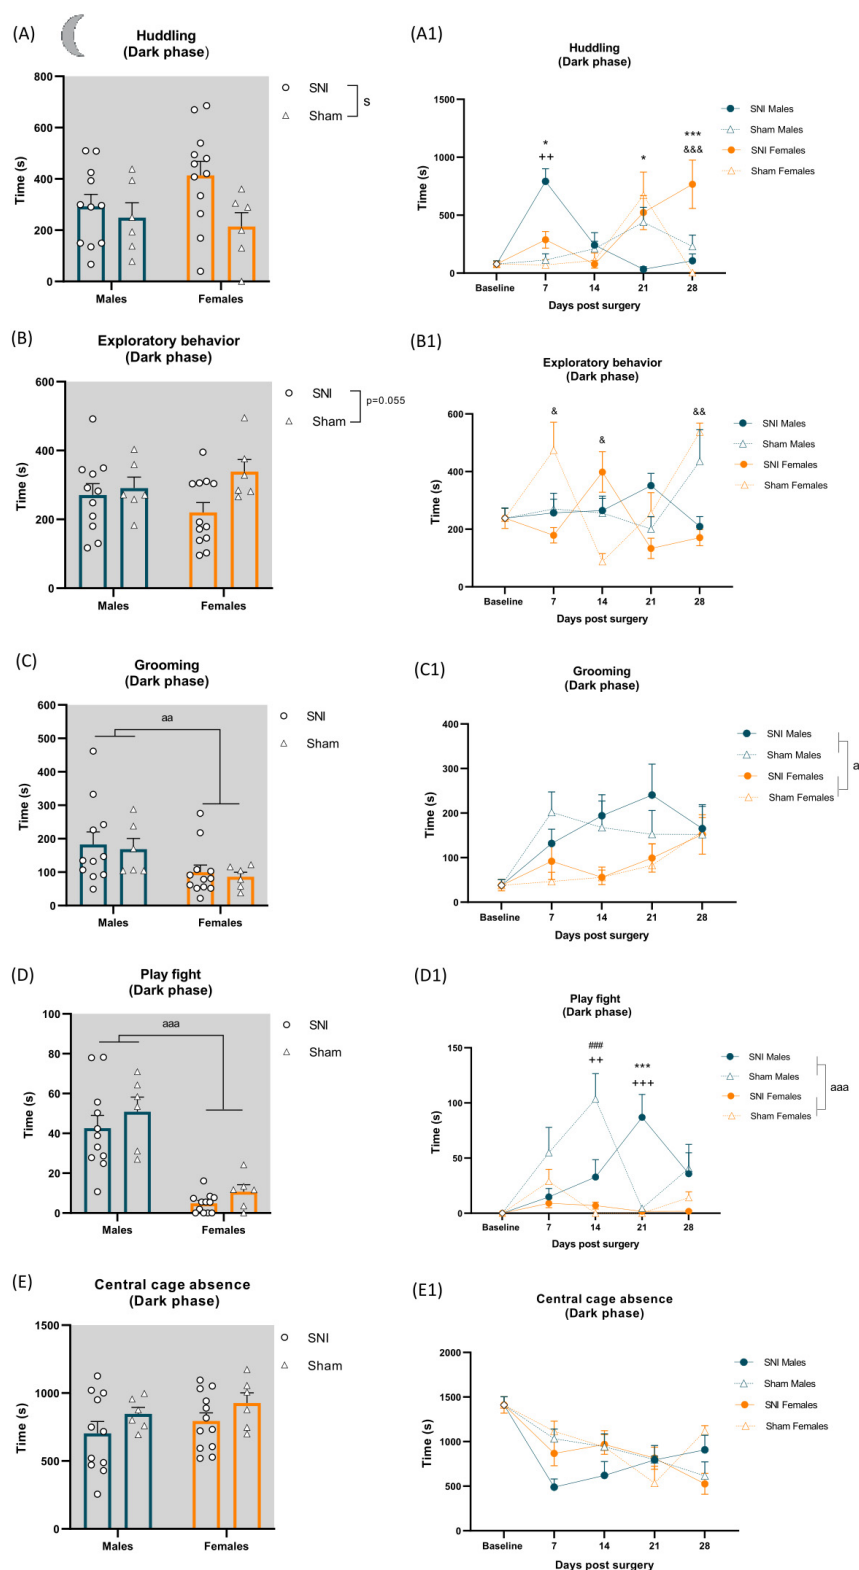 (A)
Huddling
(Dark phase)
800
600
400
200
0
Time (s)
Males
Females
SNI
Sham
s
(A1)
Huddling
(Dark phase)
1500
1000
500
0
Time (s)
*
++
*
***
&&&
Baseline
7
14
21
28
Days post surgery
SNI Males
Sham Males
SNI Females
Sham Females
(B)
Exploratory behavior
(Dark phase)
600
400
200
0
Time (s)
Males
Females
SNI
Sham
p=0.055
(B1)
Exploratory behavior
(Dark phase)
600
400
200
0
Time (s)
&
&
&&
Baseline
7
14
21
28
Days post surgery
SNI Males
Sham Males
SNI Females
Sham Females
(C)
Grooming
(Dark phase)
600
500
400
300
200
100
0
Time (s)
aa
Males
Females
SNI
Sham
(C1)
Grooming
(Dark phase)
400
300
200
100
0
Time (s)
Baseline
7
14
21
28
Days post surgery
SNI Males
Sham Males
SNI Females
Sham Females
a
(D)
Play fight
(Dark phase)
100
80
60
40
20
0
Time (s)
aaa
Males
Females
SNI
Sham
(D1)
Play fight
(Dark phase)
150
100
50
0
Time (s)
###
++
***
+++
Baseline
7
14
21
28
Days post surgery
SNI Males
Sham Males
SNI Females
Sham Females
aaa
(E)
Central cage absence
(Dark phase)
1500
1000
500
0
Time (s)
Males
Females
SNI
Sham
(E1)
Central cage absence
(Dark phase)
2000
1500
1000
500
0
Time (s)
Baseline
7
14
21
28
Days post surgery
SNI Males
Sham Males
SNI Females
Sham Females